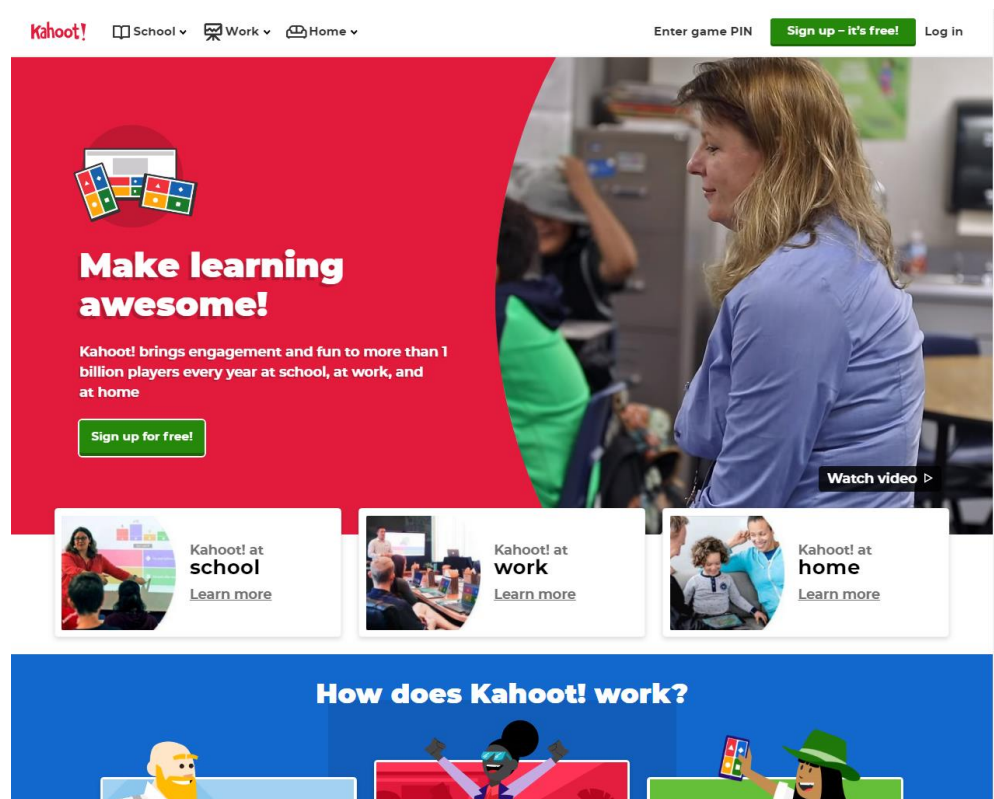 Kahoot!
School
Work
Home
Enter game PIN
Sign up – it's free!
Log in
Make learning
awesome!
Kahoot! brings engagement and fun to more than 1
billion players every year at school, at work, and
at home
Sign up for free!
Watch video
Kahoot! at
school
Learn more
Kahoot! at
work
Learn more
Kahoot! at
home
Learn more
How does Kahoot! work?